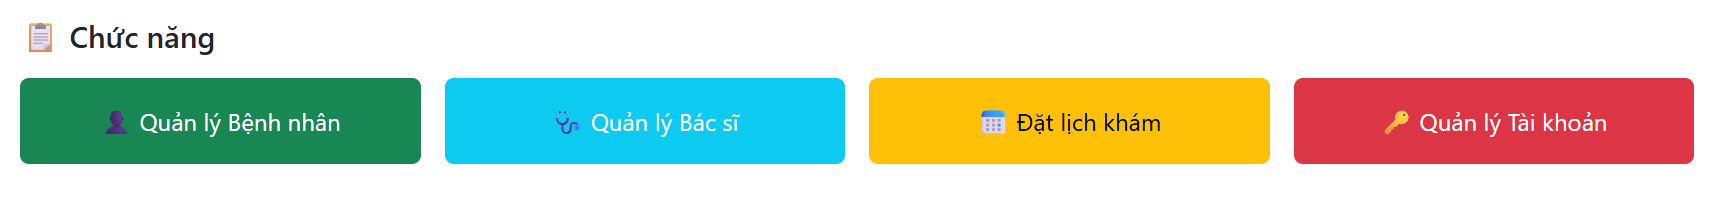 Chức năng
Quản lý Bệnh nhân
Quản lý Bác sĩ
Đặt lịch khám
Quản lý Tài khoản